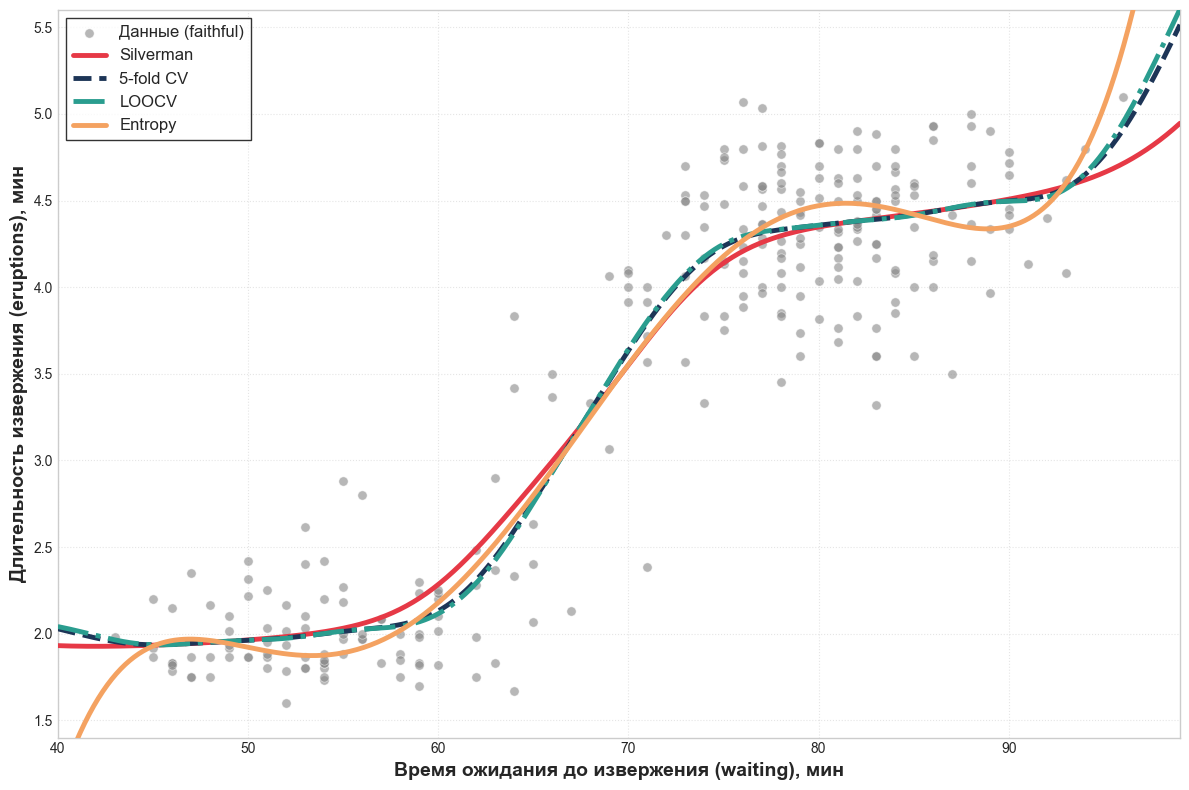 Данные (faithful)
Silverman
5-fold CV
LOOCV
Entropy
Длительность извержения (eruptions), мин
5.5
5.0
4.5
4.0
3.5
3.0
2.5
2.0
1.5
40 50 60 70 80 90
Время ожидания до извержения (waiting), мин